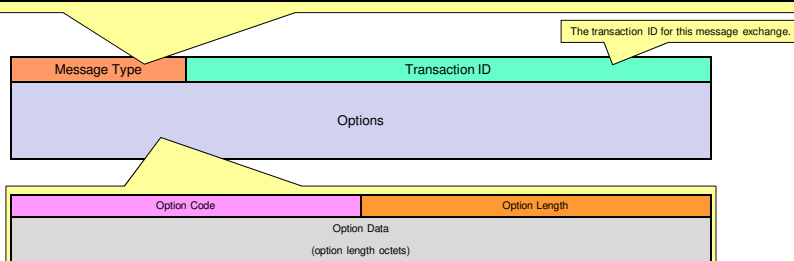 The transaction ID for this message exchange.
Message Type
Transaction ID
Options
Option Code
Option Length
Option Data
(option length octets)